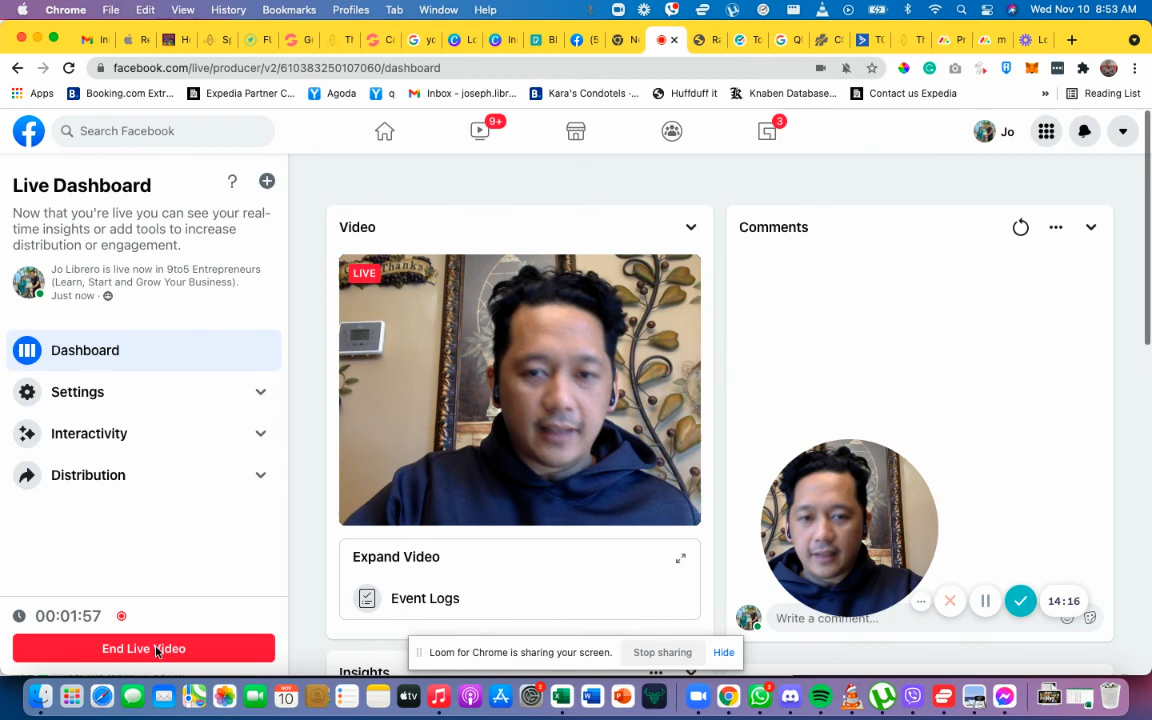 Chrome File Edit View History Bookmarks Profiles Tab Window Help Wed Nov 10 8:53 AM
facebook.com/live/producer/v2/610383250107060/dashboard
Apps Booking.com Extr... Expedia Partner C... Agoda q Inbox - joseph.libr... Kara's Condotels -... Huffduff it Knaben Database... Contact us Expedia » Reading List
Search Facebook
9+
3
Jo
Live Dashboard
Now that you're live you can see your real-
time insights or add tools to increase
distribution or engagement.
Jo Librero is live now in 9to5 Entrepreneurs
(Learn, Start and Grow Your Business).
Just now ·
Dashboard
Settings
Interactivity
Distribution
00:01:57
End Live Video
Video
LIVE
Thanks
Expand Video
Event Logs
Insights
Comments
Write a comment...
14:16
Loom for Chrome is sharing your screen. Stop sharing Hide
NOV
10